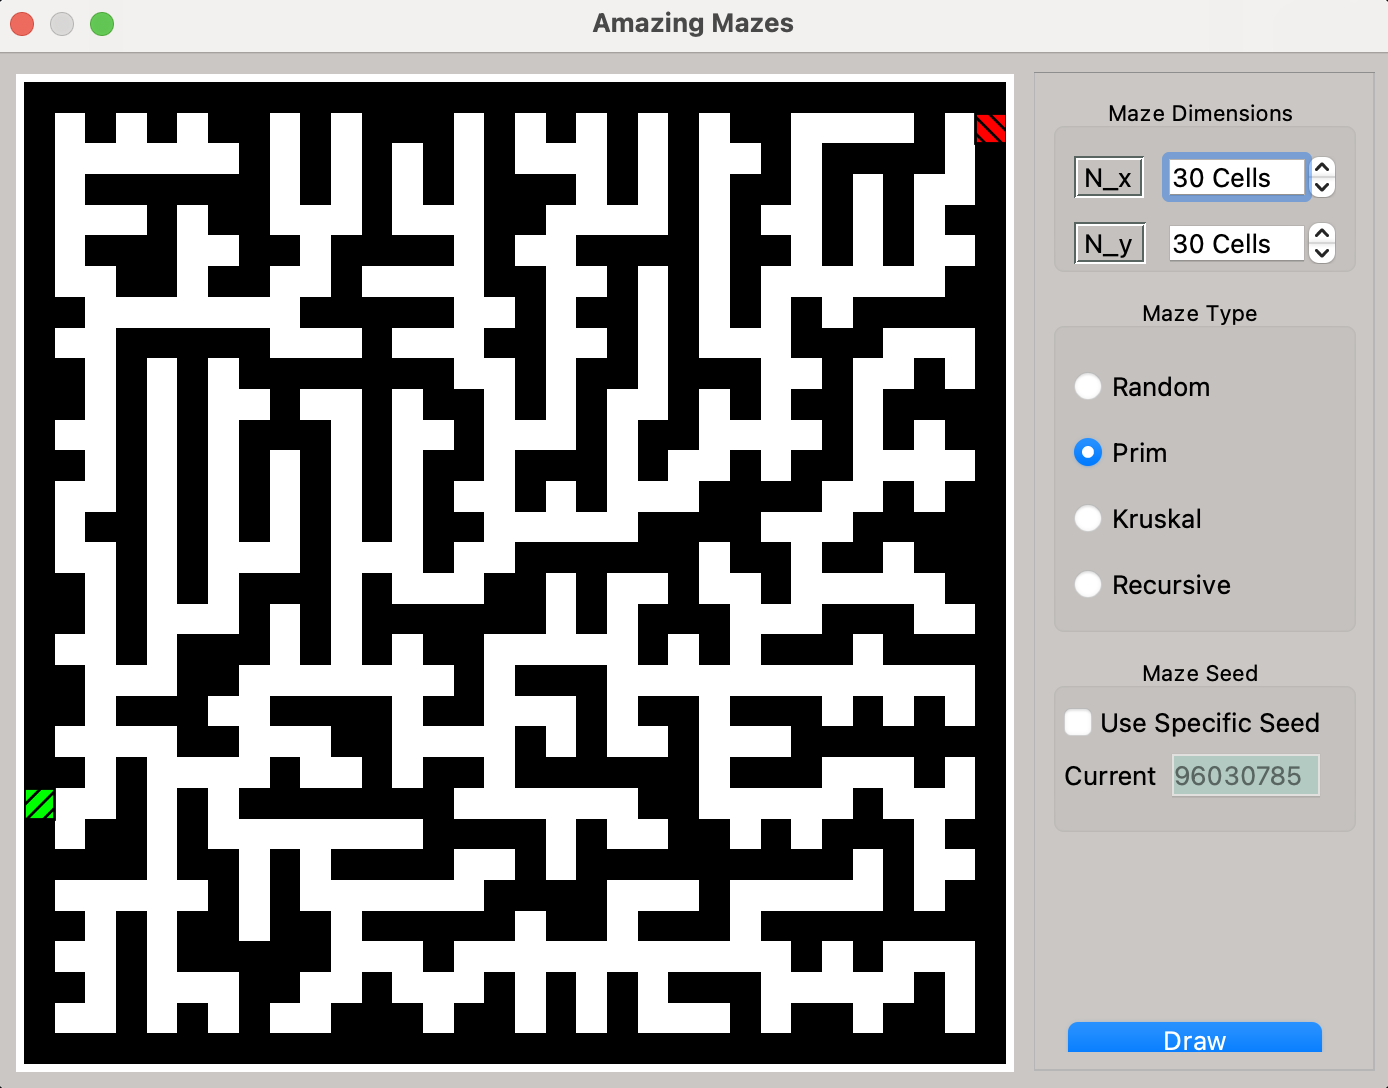 Amazing Mazes
Maze Dimensions
N_x 30 Cells
N_y 30 Cells
Maze Type
Random
Prim
Kruskal
Recursive
Maze Seed
Use Specific Seed
Current 96030785
Draw